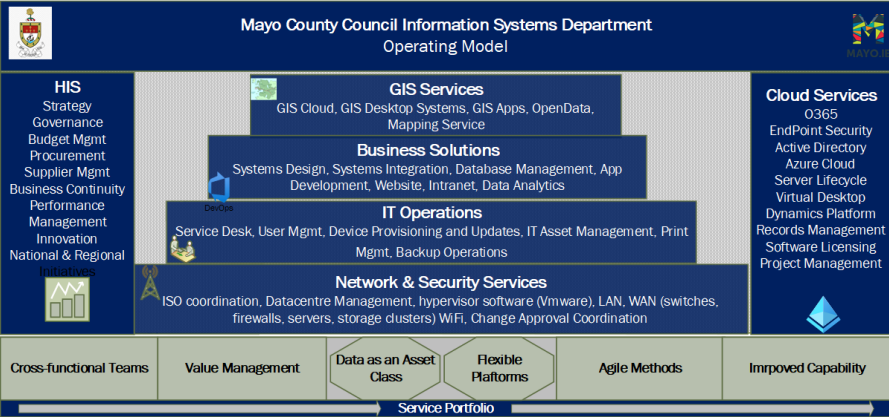 Mayo County Council Information Systems Department
Operating Model
MAYO.IE
HIS
Strategy
Governance
Budget Mgmt
Procurement
Supplier Mgmt
Business Continuity
Performance
Management
Innovation
National & Regional
Initiatives
GIS Services
GIS Cloud, GIS Desktop Systems, GIS Apps, OpenData,
Mapping Service
Business Solutions
Systems Design, Systems Integration, Database Management, App
Development, Website, Intranet, Data Analytics
DevOps
IT Operations
Service Desk, User Mgmt, Device Provisioning and Updates, IT Asset Management, Print
Mgmt, Backup Operations
Network & Security Services
ISO coordination, Datacentre Management, hypervisor software (Vmware), LAN, WAN (switches,
firewalls, servers, storage clusters) WiFi, Change Approval Coordination
Cloud Services
O365
EndPoint Security
Active Directory
Azure Cloud
Server Lifecycle
Virtual Desktop
Dynamics Platform
Records Management
Software Licensing
Project Management
Cross-functional Teams
Value Management
Data as an Asset
Class
Flexible
Plaftorms
Agile Methods
Imrpoved Capability
Service Portfolio